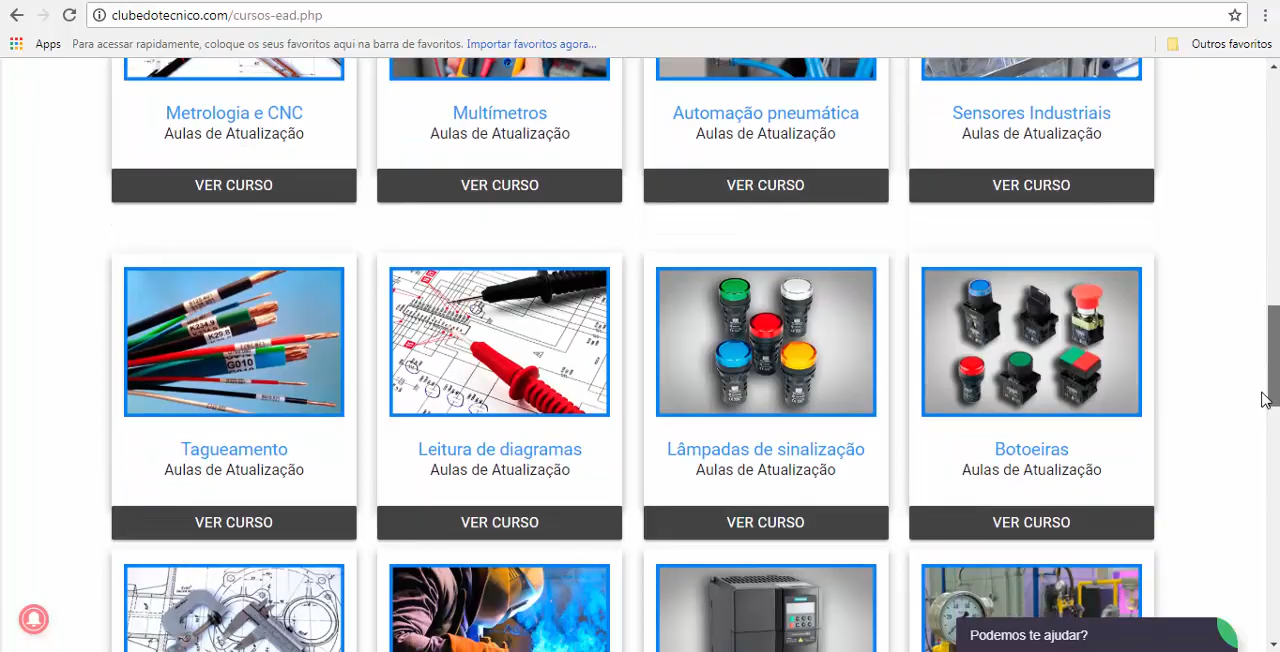 clubedotecnico.com/cursos-ead.php
Apps Para acessar rapidamente, coloque os seus favoritos aqui na barra de favoritos. Importar favoritos agora... Outros favoritos
Metrologia e CNC
Aulas de Atualização
VER CURSO
Multímetros
Aulas de Atualização
VER CURSO
Automação pneumática
Aulas de Atualização
VER CURSO
Sensores Industriais
Aulas de Atualização
VER CURSO
G010
Tagueamento
Aulas de Atualização
VER CURSO
Leitura de diagramas
Aulas de Atualização
VER CURSO
Lâmpadas de sinalização
Aulas de Atualização
VER CURSO
Botoeiras
Aulas de Atualização
VER CURSO
Podemos te ajudar?